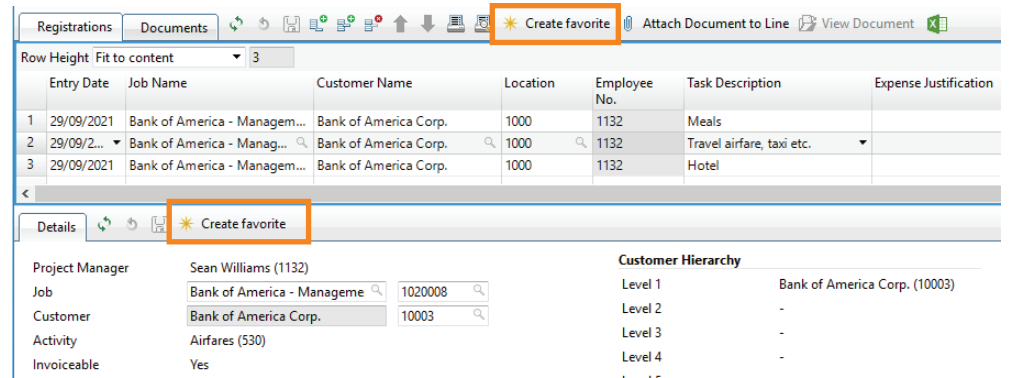 Registrations Documents Create favorite Attach Document to Line View Document
Row Height Fit to content 3
Entry Date Job Name Customer Name Location Employee No. Task Description Expense Justification
1 29/09/2021 Bank of America - Managem... Bank of America Corp. 1000 1132 Meals
2 29/09/2... Bank of America - Manag... Bank of America Corp. 1000 1132 Travel airfare, taxi etc.
3 29/09/2021 Bank of America - Managem... Bank of America Corp. 1000 1132 Hotel
Details Create favorite
Project Manager Sean Williams (1132)
Job Bank of America - Manageme 1020008
Customer Bank of America Corp. 10003
Activity Airfares (530)
Invoiceable Yes
Customer Hierarchy
Level 1 Bank of America Corp. (10003)
Level 2 -
Level 3 -
Level 4 -